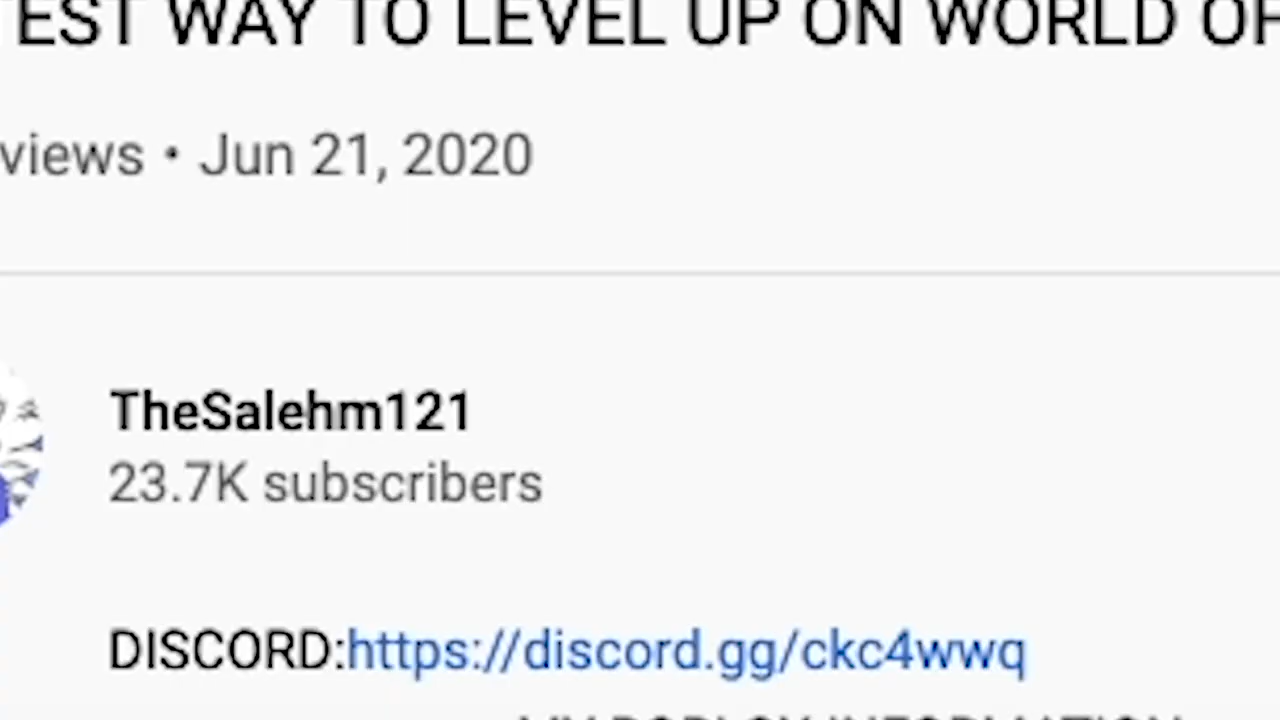 TEST WAY TO LEVEL UP ON WORLD OF
views • Jun 21, 2020
TheSalehm121
23.7K subscribers
DISCORD:https://discord.gg/ckc4wwq